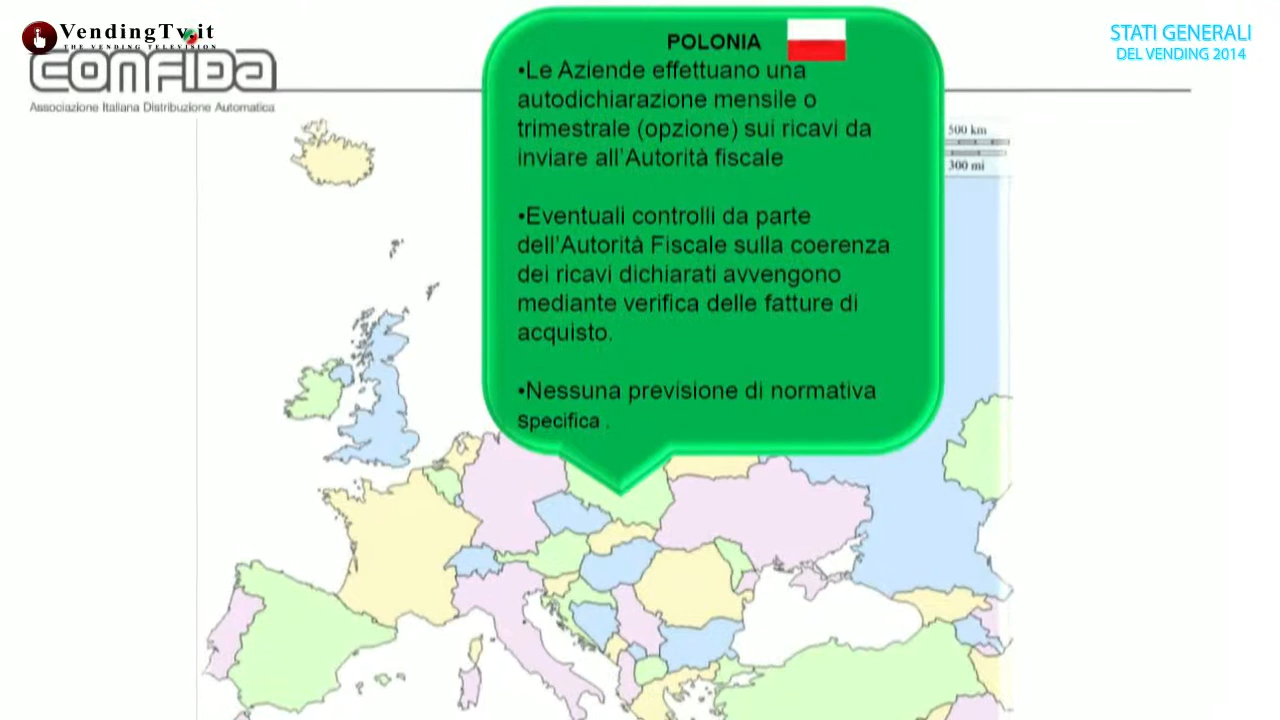 VendingTv.it
THE VENDING TELEVISION
CONFIDA
Associazione Italiana Distribuzione Automatica
STATI GENERALI
DEL VENDING 2014
POLONIA
•Le Aziende effettuano una
autodichiarazione mensile o
trimestrale (opzione) sui ricavi da
inviare all'Autorità fiscale
•Eventuali controlli da parte
dell'Autorità Fiscale sulla coerenza
dei ricavi dichiarati avvengono
mediante verifica delle fatture di
acquisto.
•Nessuna previsione di normativa
specifica .
500 km
300 mi